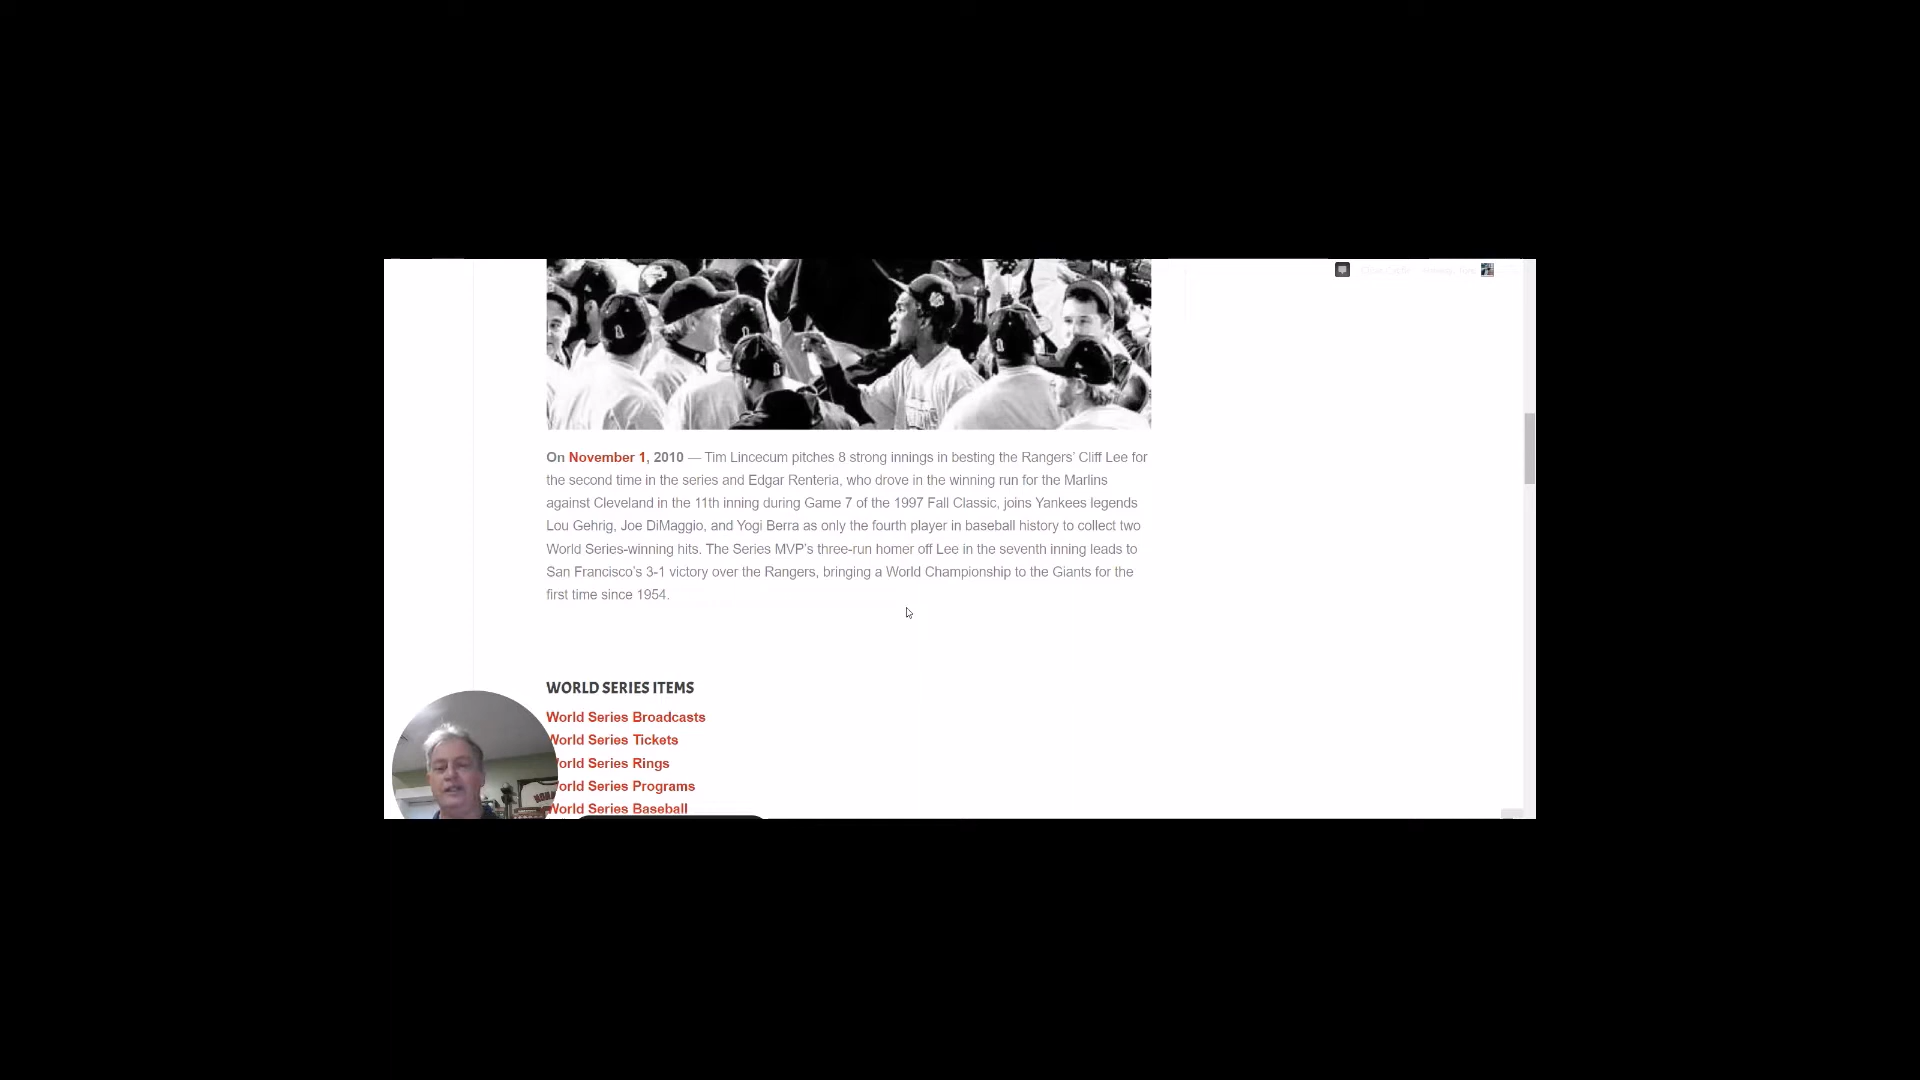 On November 1, 2010 — Tim Lincecum pitches 8 strong innings in besting the Rangers’ Cliff Lee for
the second time in the series and Edgar Renteria, who drove in the winning run for the Marlins
against Cleveland in the 11th inning during Game 7 of the 1997 Fall Classic, joins Yankees legends
Lou Gehrig, Joe DiMaggio, and Yogi Berra as only the fourth player in baseball history to collect two
World Series-winning hits. The Series MVP’s three-run homer off Lee in the seventh inning leads to
San Francisco’s 3-1 victory over the Rangers, bringing a World Championship to the Giants for the
first time since 1954.
WORLD SERIES ITEMS
World Series Broadcasts
World Series Tickets
World Series Rings
World Series Programs
World Series Baseball